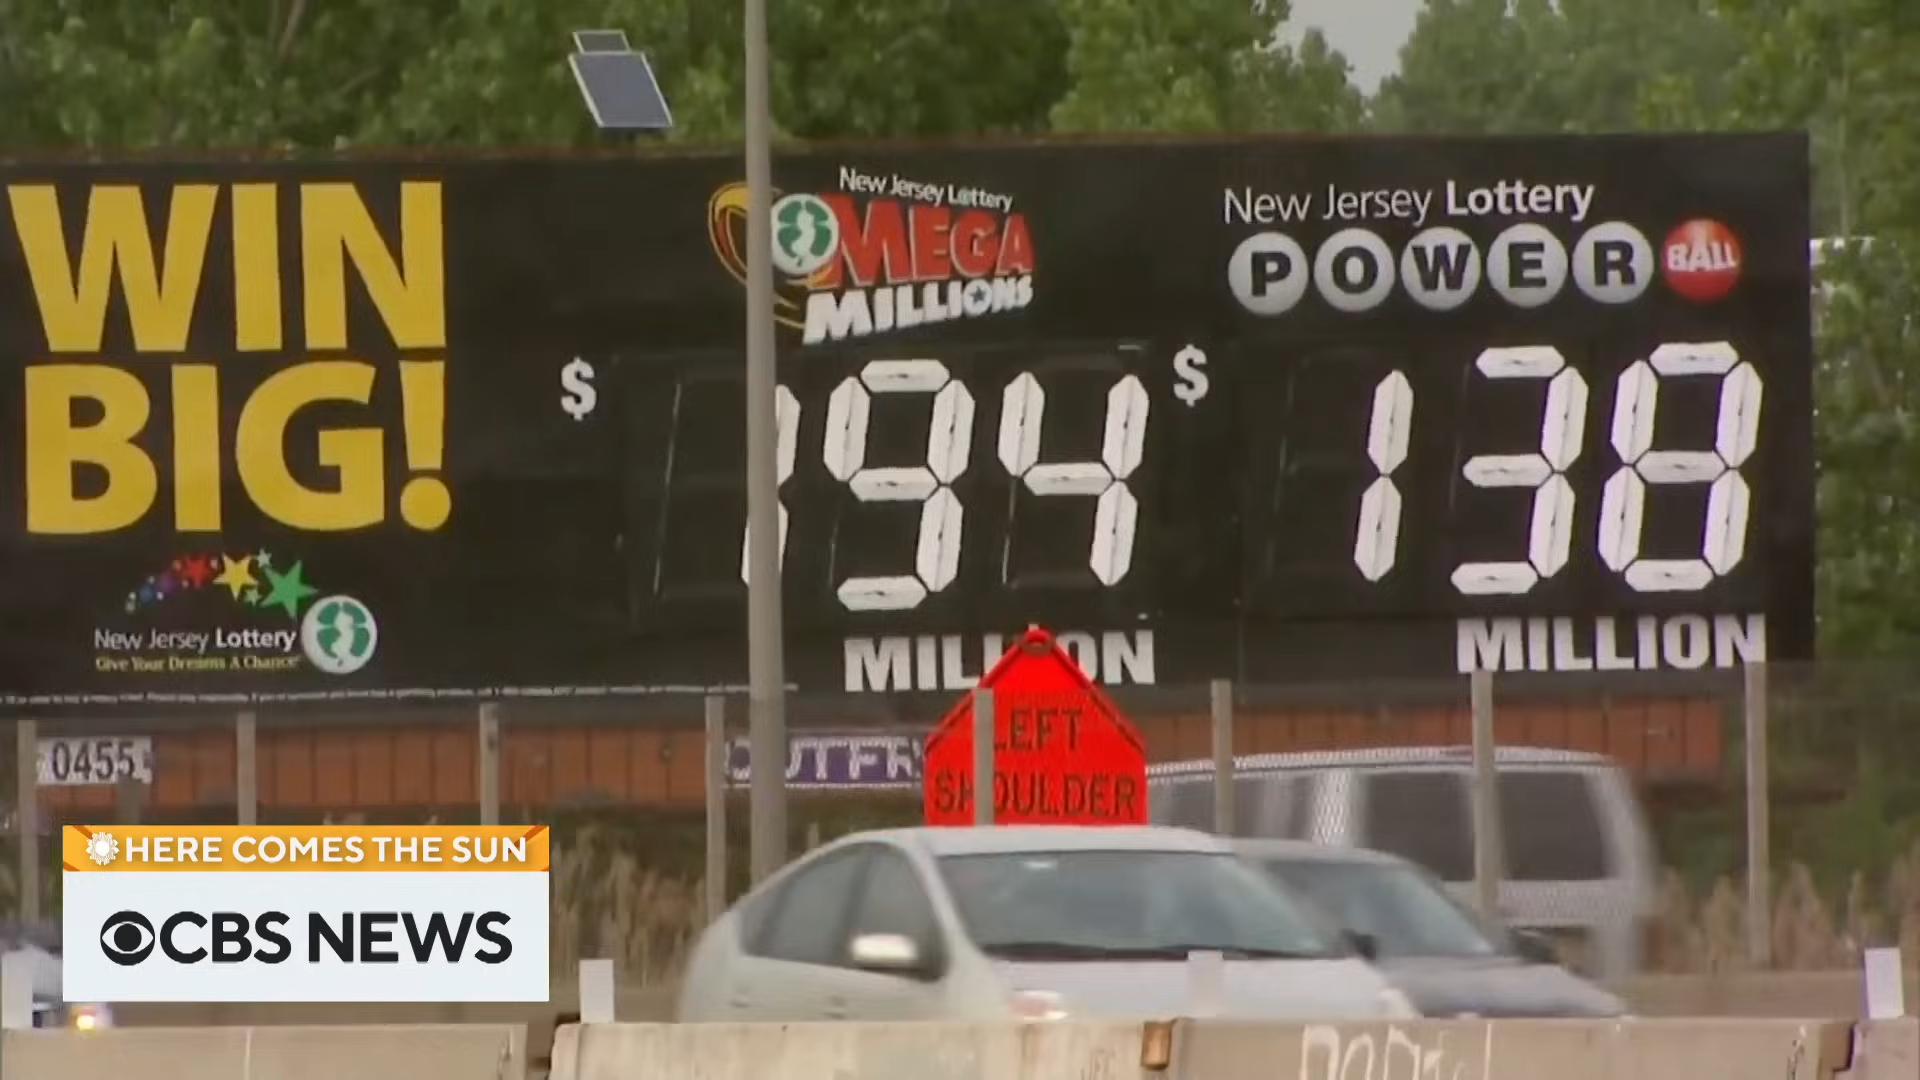 WIN
BIG!
New Jersey Lottery
Give Your Dreams A Chance
New Jersey Lottery
MEGA
MILLIONS
$ 194
MILLION
New Jersey Lottery
POWER BALL
$ 138
MILLION
0455
LEFT
SHOULDER
HERE COMES THE SUN
CBS NEWS